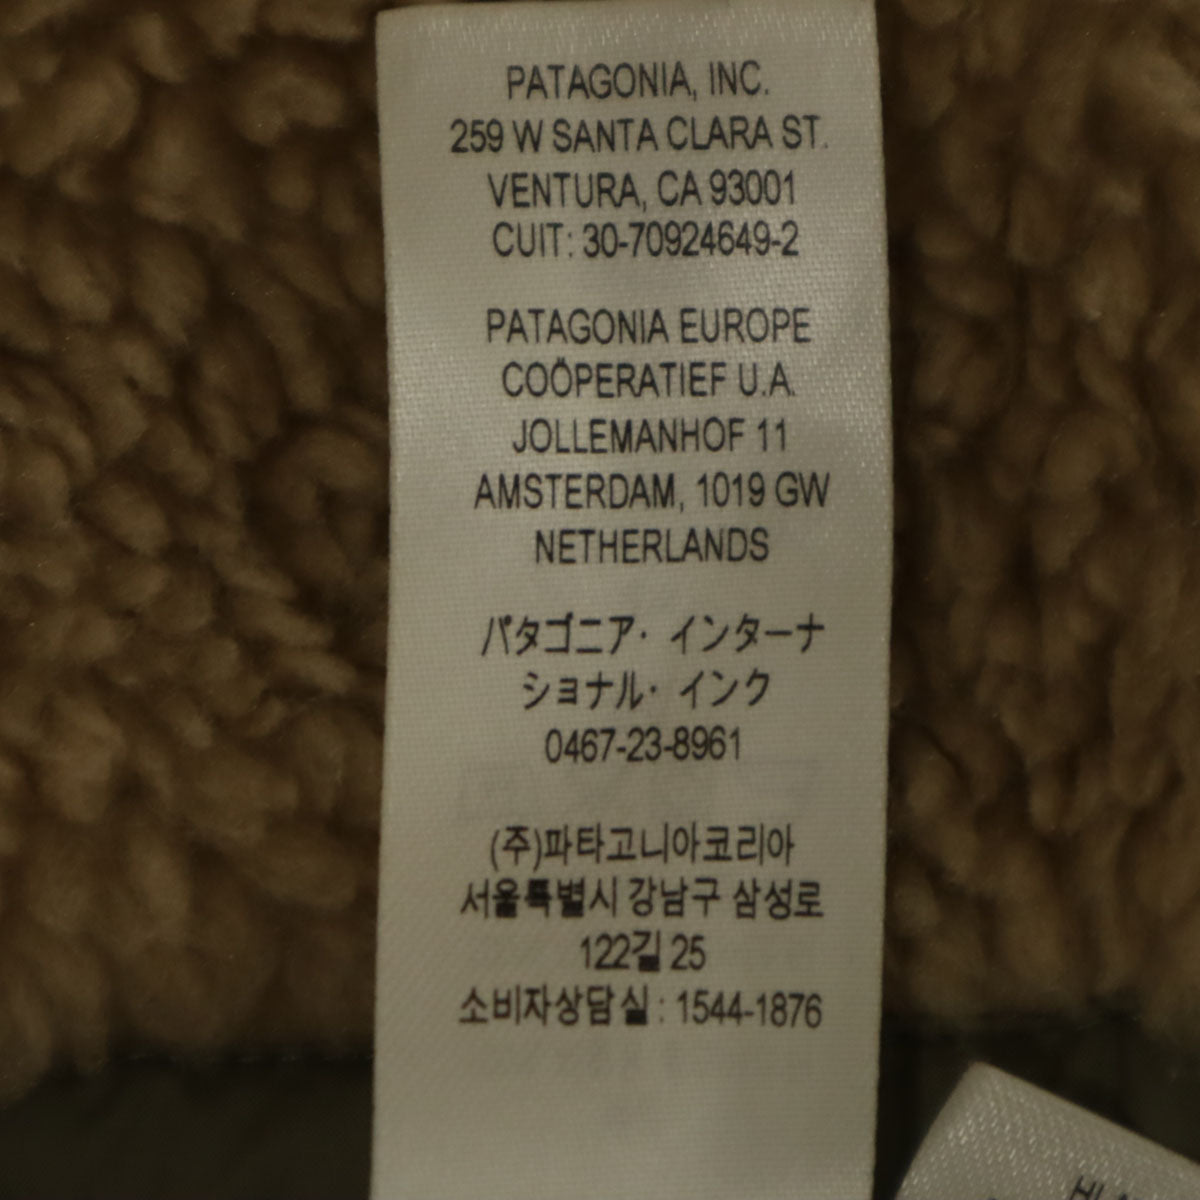 PATAGONIA, INC.
259 W SANTA CLARA ST.
VENTURA, CA 93001
CUIT: 30-70924649-2
PATAGONIA EUROPE
COÖPERATIEF U.A.
JOLLEMANHOF 11
AMSTERDAM, 1019 GW
NETHERLANDS
パタゴニア・インターナ
ショナル・インク
0467-23-8961
(주)파타고니아코리아
서울특별시 강남구 삼성로
122길 25
소비자상담실 : 1544-1876